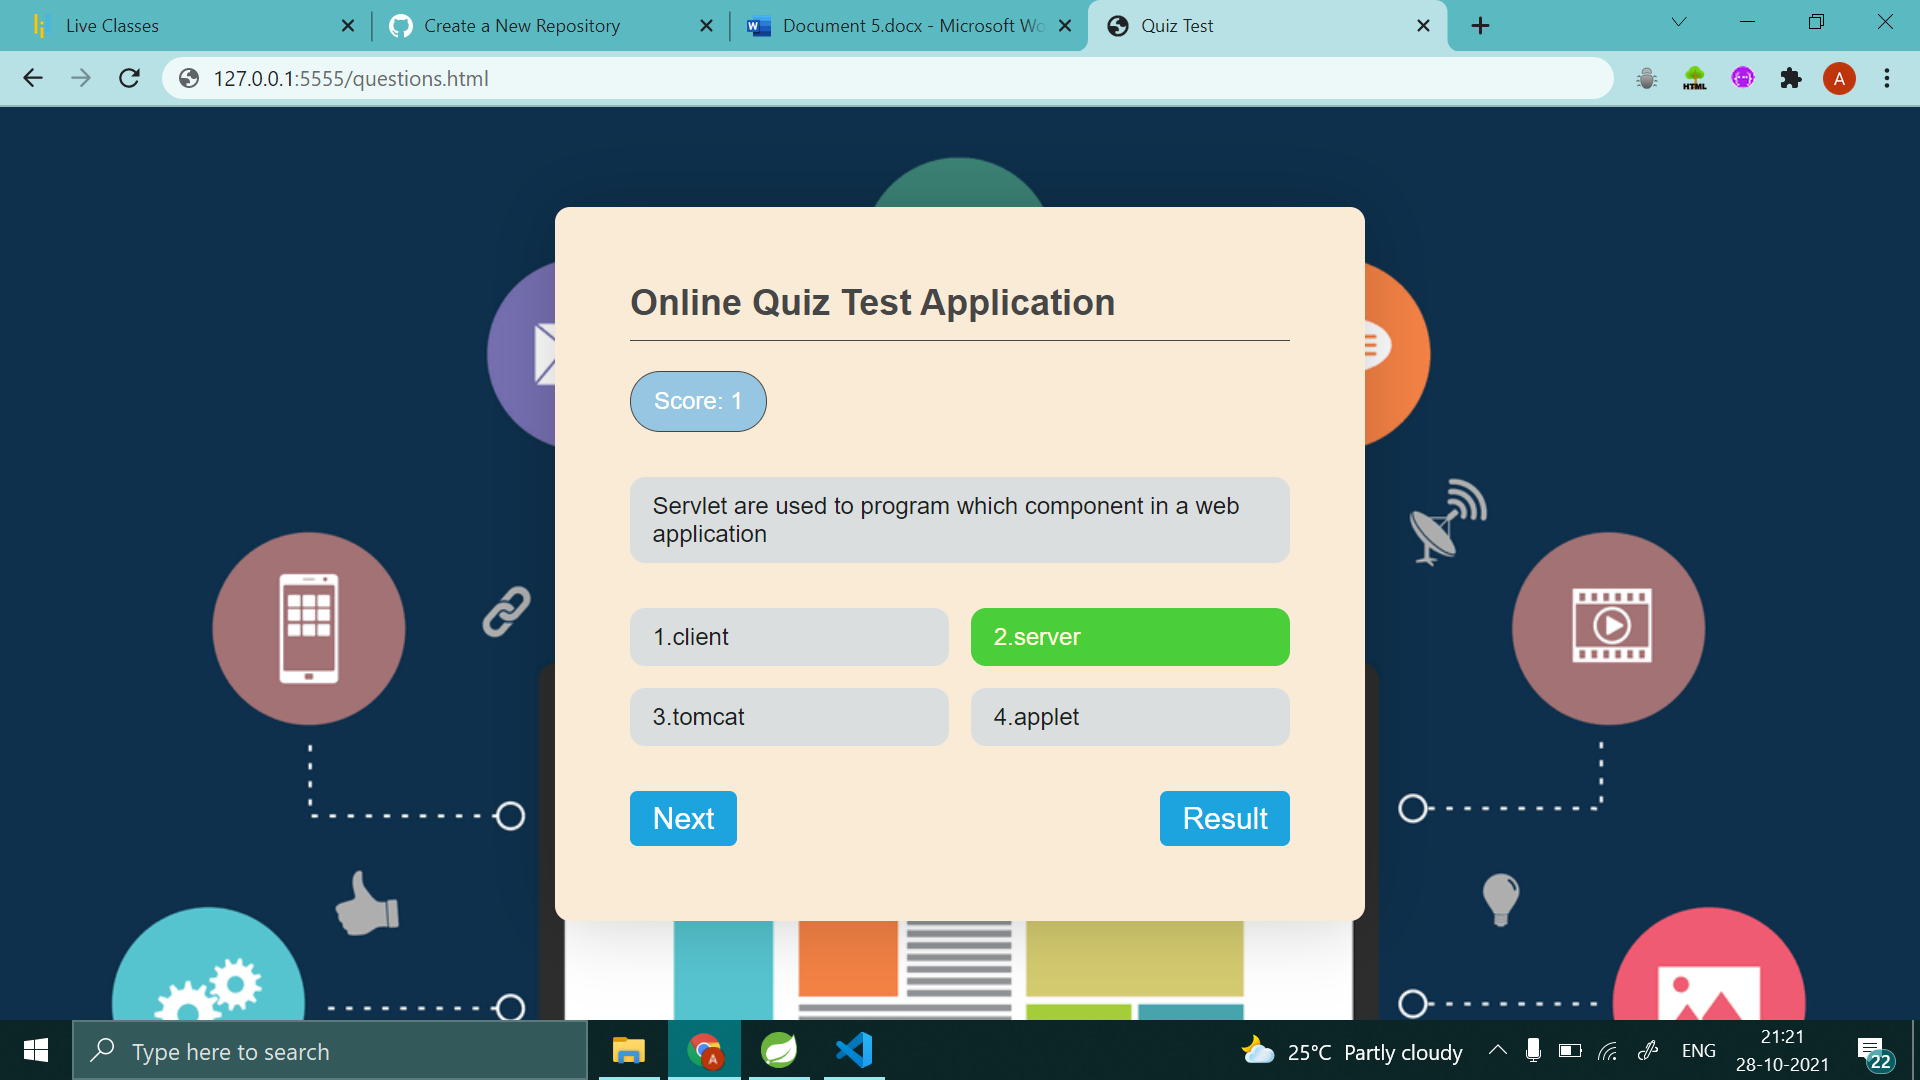 Live Classes
Create a New Repository
Document 5.docx - Microsoft Wo
Quiz Test
127.0.0.1:5555/questions.html
HTML
A
Online Quiz Test Application
Score: 1
Servlet are used to program which component in a web
application
1.client
2.server
3.tomcat
4.applet
Next
Result
Type here to search
A
25°C Partly cloudy
ENG
21:21
28-10-2021
22